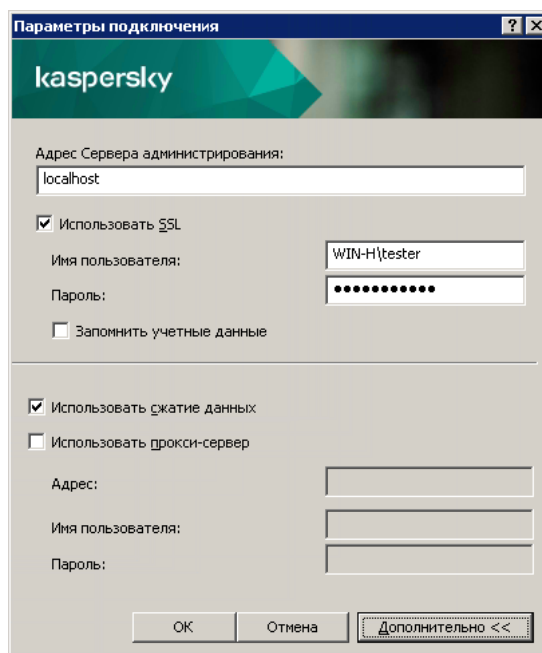 Параметры подключения
kaspersky
Адрес Сервера администрирования:
localhost
Использовать SSL
Имя пользователя:
WIN-H\tester
Пароль:
●●●●●●●●●●●
Запомнить учетные данные
Использовать сжатие данных
Использовать прокси-сервер
Адрес:
Имя пользователя:
Пароль:
ОК
Отмена
Дополнительно <<